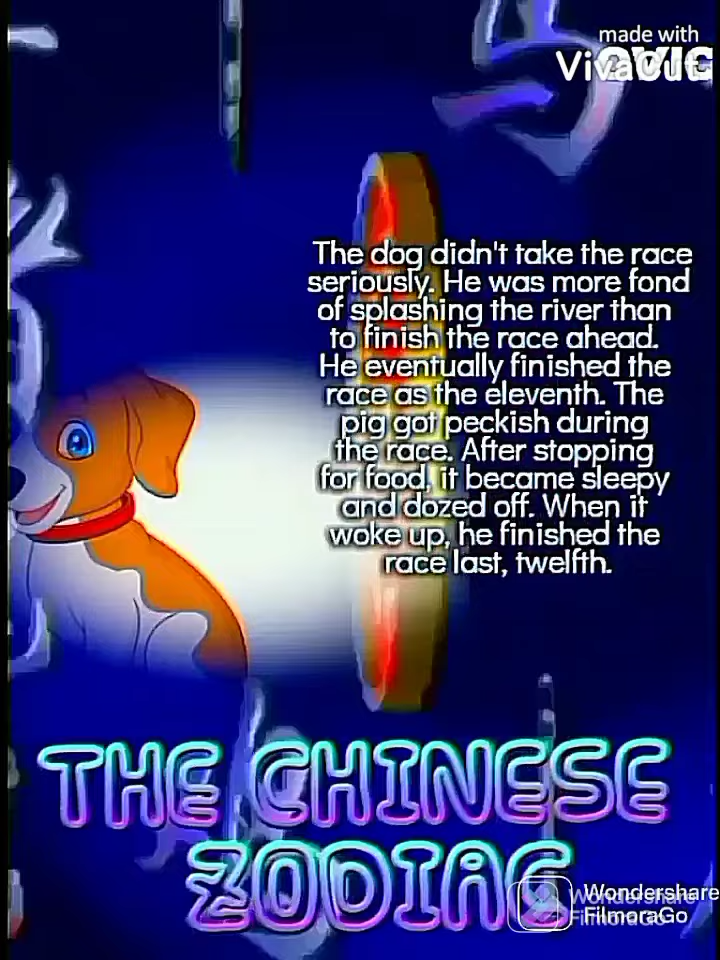 made with
VivaCut
The dog didn't take the race
seriously. He was more fond
of splashing the river than
to finish the race ahead.
He eventually finished the
race as the eleventh. The
pig got peckish during
the race. After stopping
for food, it became sleepy
and dozed off. When it
woke up, he finished the
race last, twelfth.
THE CHINESE
ZODIAC
Wondershare
FilmoraGo
Wondershare
FilmoraGo